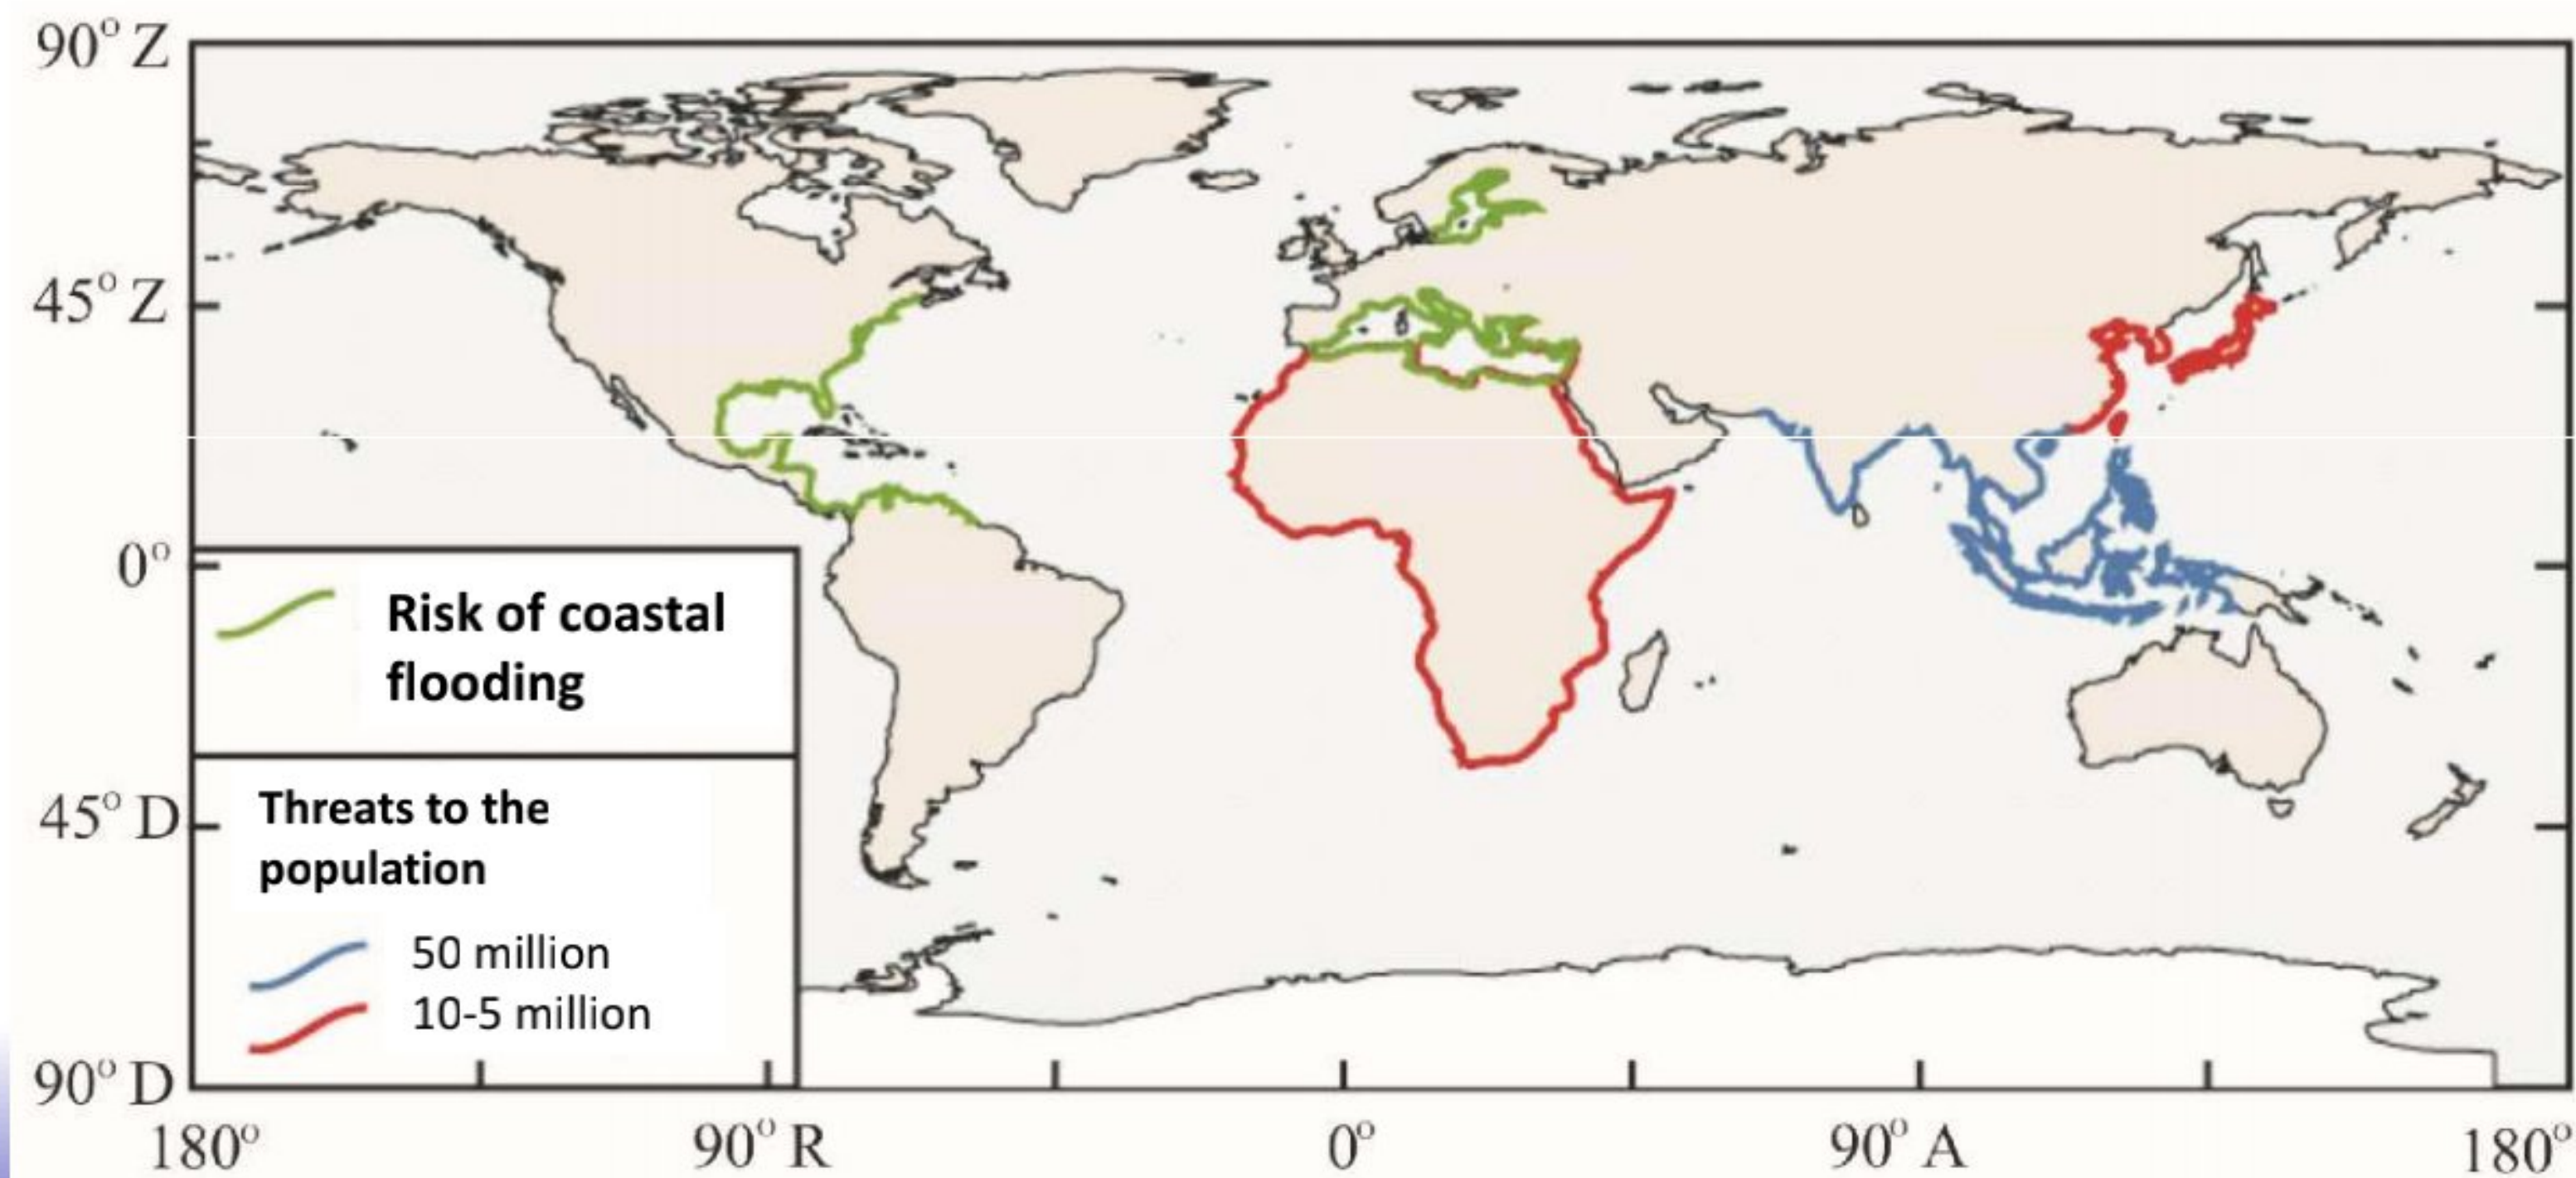 90° Z
45° Z
0°
45° D
90° D
180°
90° R
0°
90° A
180°
Risk of coastal
flooding
Threats to the
population
50 million
10-5 million